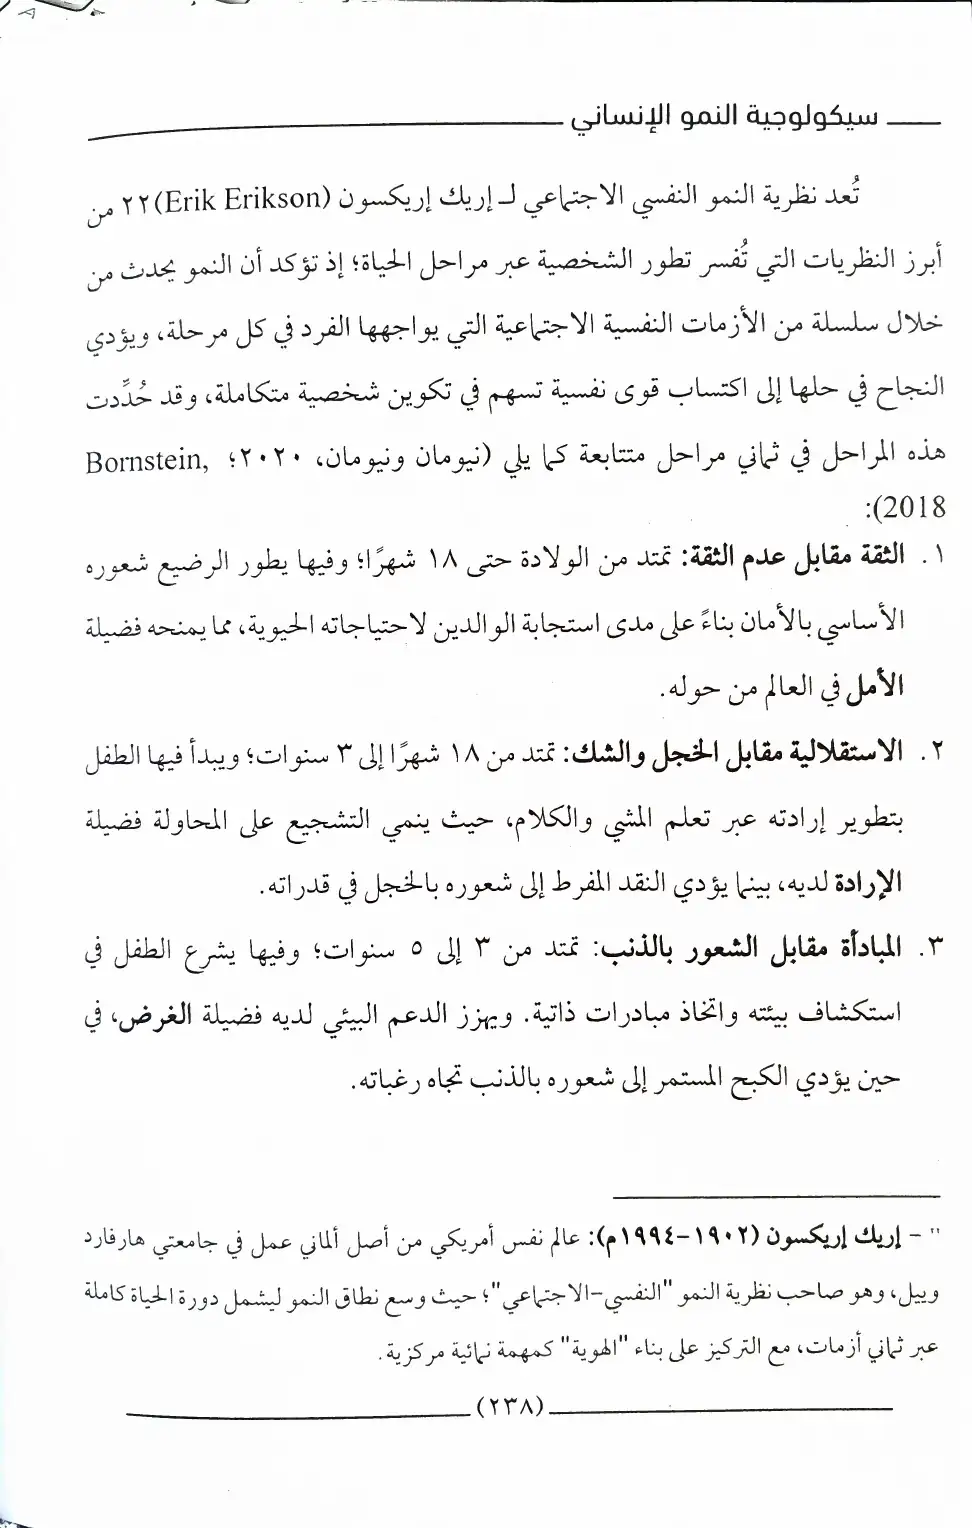 سيكولوجية النمو الإنساني
تُعد نظرية النمو النفسي الاجتماعي لـ إريك إريكسون (Erik Erikson)٢٢ من
أبرز النظريات التي تُفسر تطور الشخصية عبر مراحل الحياة؛ إذ تؤكد أن النمو يحدث من
خلال سلسلة من الأزمات النفسية الاجتماعية التي يواجهها الفرد في كل مرحلة، ويؤدي
النجاح في حلها إلى اكتساب قوى نفسية تسهم في تكوين شخصية متكاملة، وقد حُدِّدت
هذه المراحل في ثماني مراحل متتابعة كما يلي (نيومان ونيومان، ٢٠٢٠؛ Bornstein,
2018):
١. الثقة مقابل عدم الثقة: تمتد من الولادة حتى ١٨ شهرًا؛ وفيها يطور الرضيع شعوره
الأساسي بالأمان بناءً على مدى استجابة الوالدين لاحتياجاته الحيوية، مما يمنحه فضيلة
الأمل في العالم من حوله.
٢. الاستقلالية مقابل الخجل والشك: تمتد من ١٨ شهرًا إلى ٣ سنوات؛ ويبدأ فيها الطفل
بتطوير إرادته عبر تعلم المشي والكلام، حيث ينمي التشجيع على المحاولة فضيلة
الإرادة لديه، بينما يؤدي النقد المفرط إلى شعوره بالخجل في قدراته.
٣. المبادأة مقابل الشعور بالذنب: تمتد من ٣ إلى ٥ سنوات؛ وفيها يشرع الطفل في
استكشاف بيئته واتخاذ مبادرات ذاتية. ويعزز الدعم البيئي لديه فضيلة الغرض، في
حين يؤدي الكبح المستمر إلى شعوره بالذنب تجاه رغباته.
٢٢ - إريك إريكسون (١٩٠٢-١٩٩٤م): عالم نفس أمريكي من أصل ألماني عمل في جامعتي هارفارد
وييل، وهو صاحب نظرية النمو "النفسي-الاجتماعي"؛ حيث وسع نطاق النمو ليشمل دورة الحياة كاملة
عبر ثماني أزمات، مع التركيز على بناء "الهوية" كمهمة نمائية مركزية.
(٢٣٨)